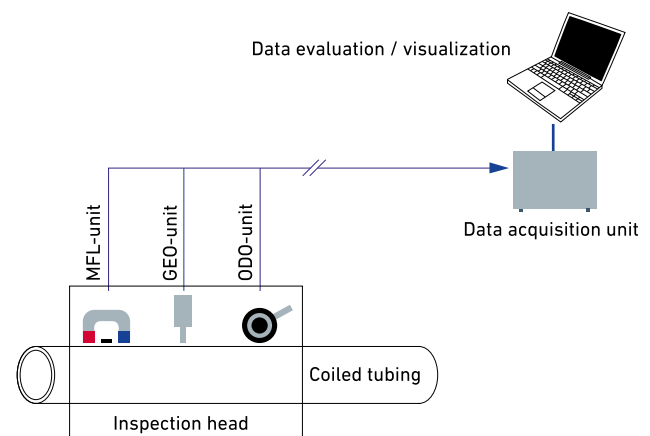 Data evaluation / visualization
Data acquisition unit
MFL-unit
GEO-unit
ODO-unit
Coiled tubing
Inspection head